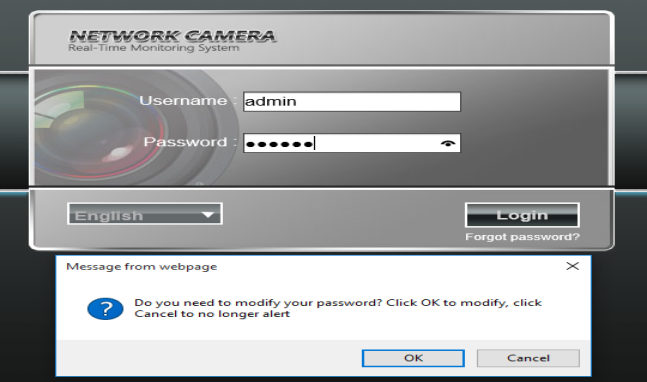 NETWORK CAMERA
Real-Time Monitoring System
Username : admin
Password : ●●●●●●
English
Login
Forgot password?
Message from webpage
Do you need to modify your password? Click OK to modify, click
Cancel to no longer alert
OK Cancel